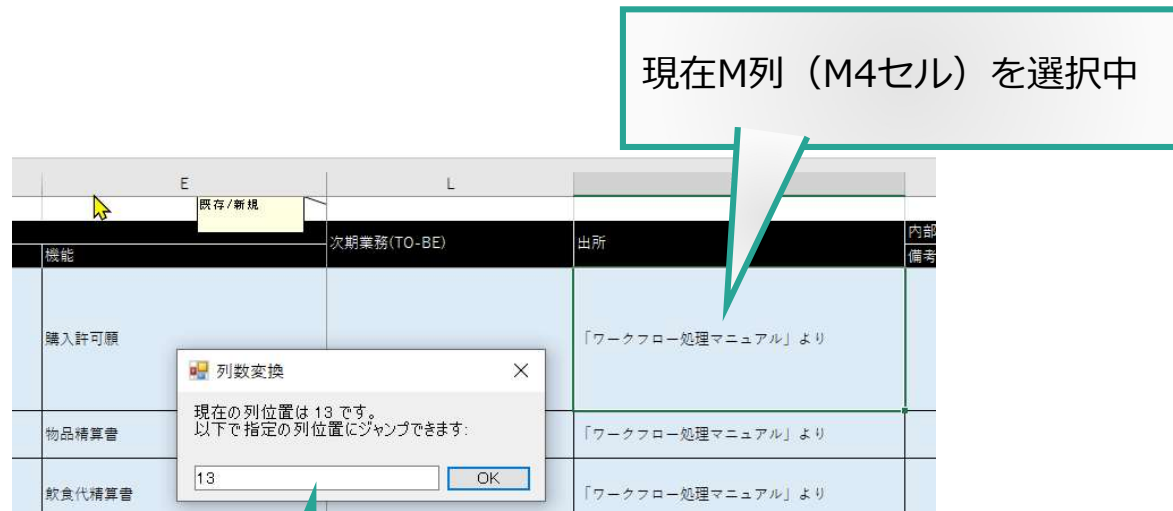 現在M列（M4セル）を選択中
E
L
既存/新規
機能
次期業務(TO-BE)
出所
内部
備考
購入許可願
「ワークフロー処理マニュアル」より
列数変換
現在の列位置は 13 です。
以下で指定の列位置にジャンプできます:
13
OK
物品精算書
「ワークフロー処理マニュアル」より
飲食代精算書
「ワークフロー処理マニュアル」より